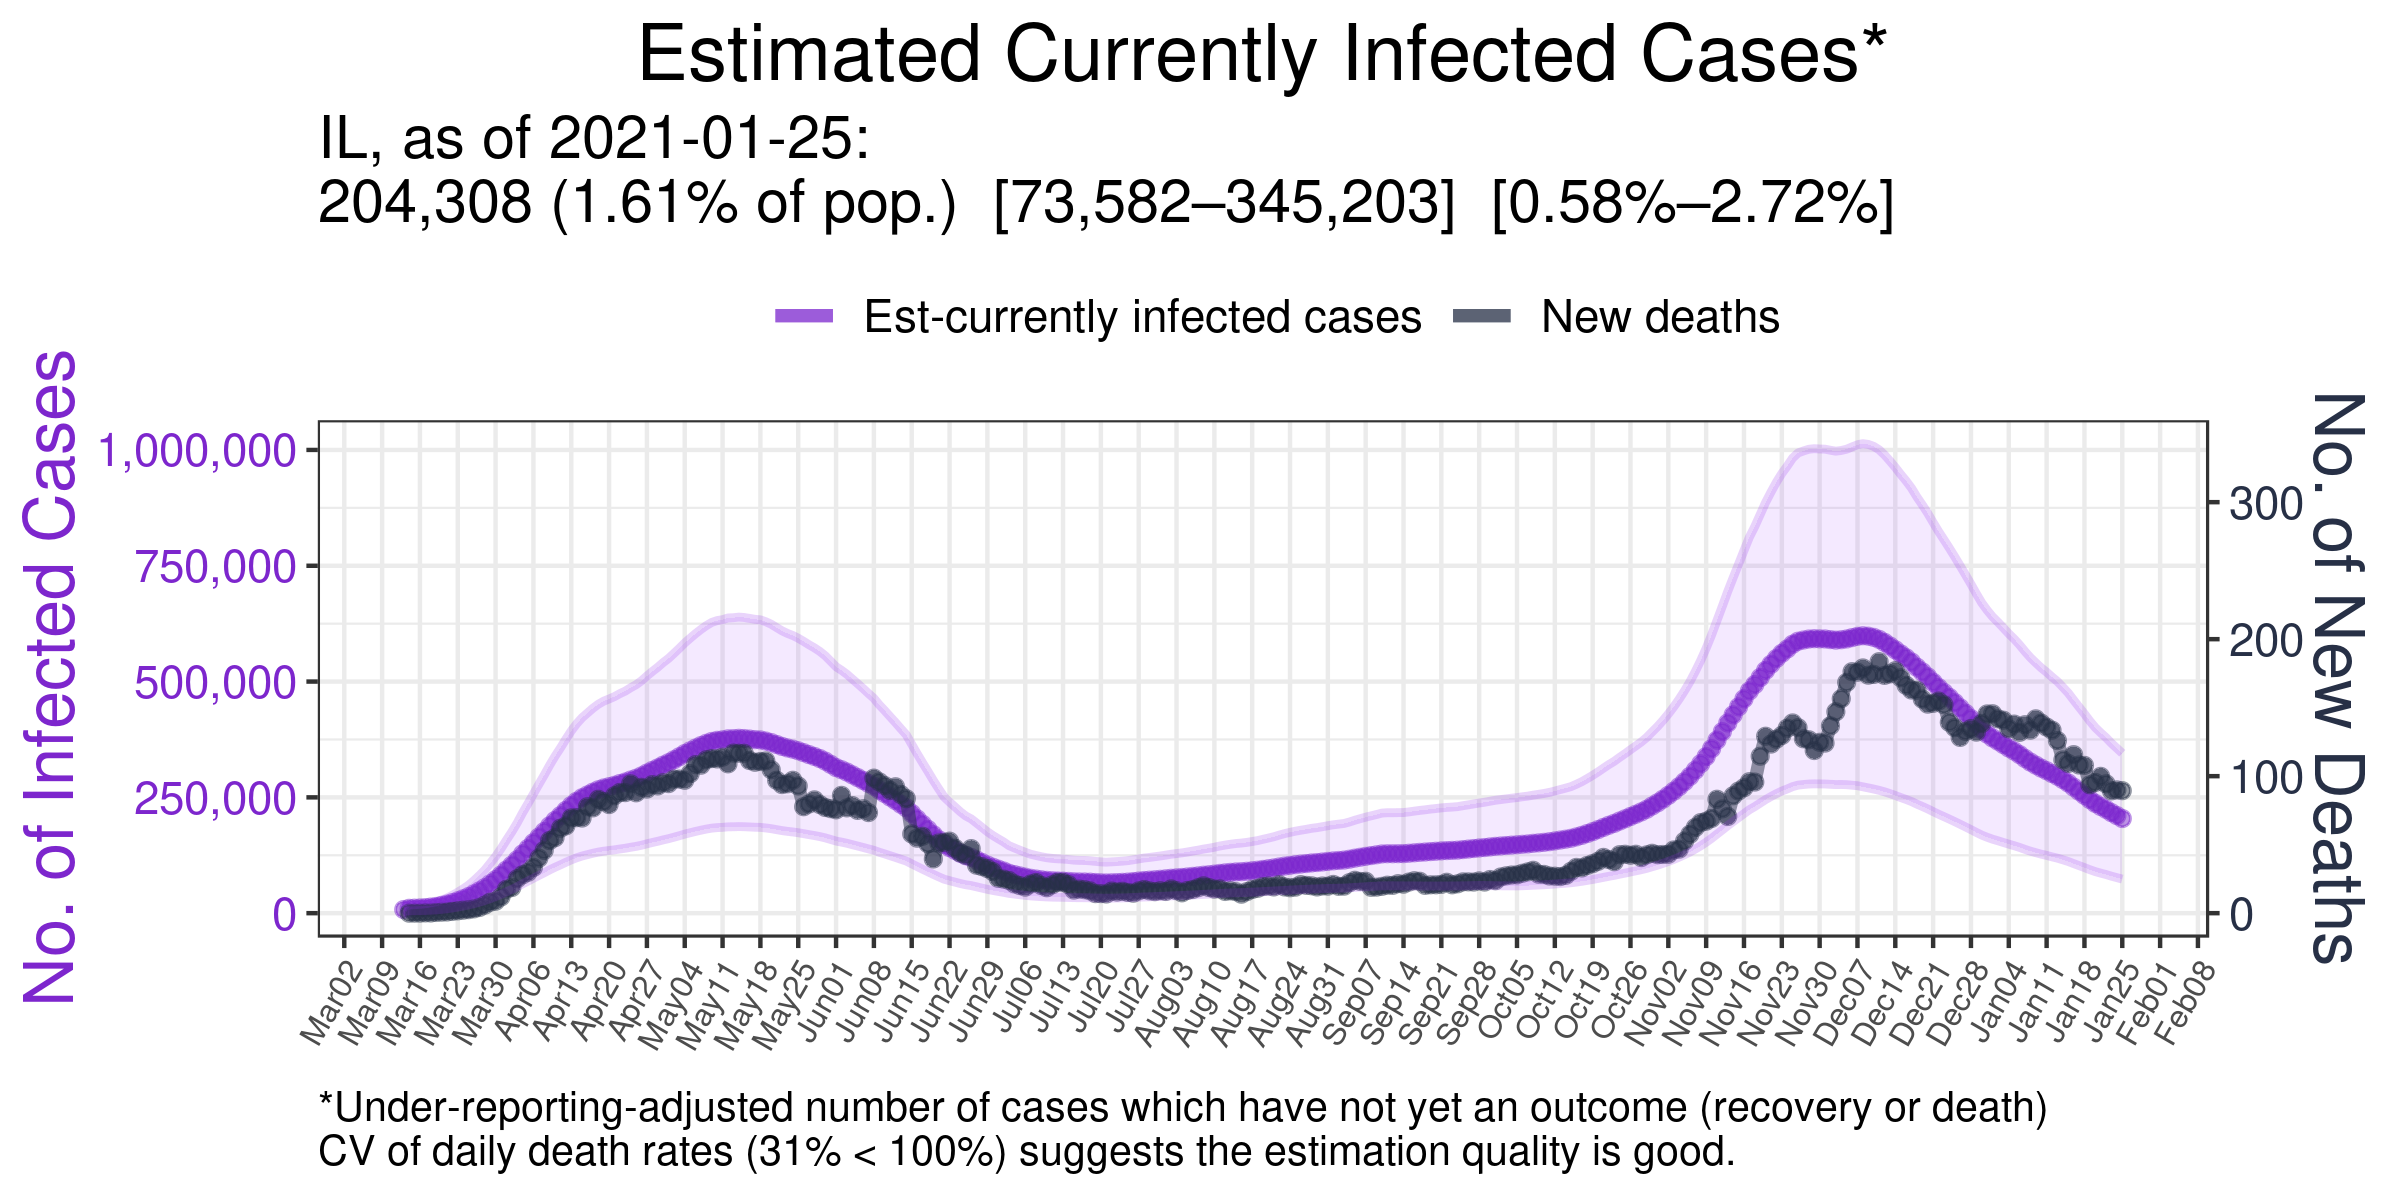 Estimated Currently Infected Cases*
IL, as of 2021-01-25:
204,308 (1.61% of pop.) [73,582–345,203] [0.58%–2.72%]
Est-currently infected cases
New deaths
No. of Infected Cases
1,000,000
750,000
500,000
250,000
0
300
200
100
0
No. of New Deaths
Mar02
Mar09
Mar16
Mar23
Mar30
Apr06
Apr13
Apr20
Apr27
May04
May11
May18
May25
Jun01
Jun08
Jun15
Jun22
Jun29
Jul06
Jul13
Jul20
Jul27
Aug03
Aug10
Aug17
Aug24
Aug31
Sep07
Sep14
Sep21
Sep28
Oct05
Oct12
Oct19
Oct26
Nov02
Nov09
Nov16
Nov23
Nov30
Dec07
Dec14
Dec21
Dec28
Jan04
Jan11
Jan18
Jan25
Feb01
Feb08
*Under-reporting-adjusted number of cases which have not yet an outcome (recovery or death)
CV of daily death rates (31% < 100%) suggests the estimation quality is good.